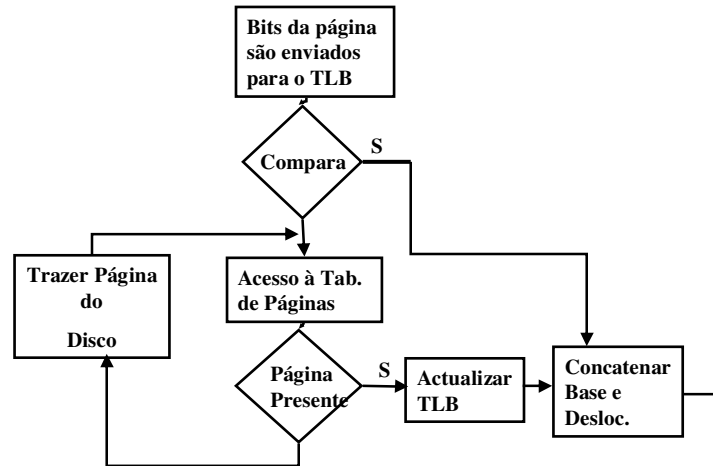 Bits da página
são enviados
para o TLB
Compara
S
Trazer Página
do
Disco
Acesso à Tab.
de Páginas
Página
Presente
S
Actualizar
TLB
Concatenar
Base e
Desloc.